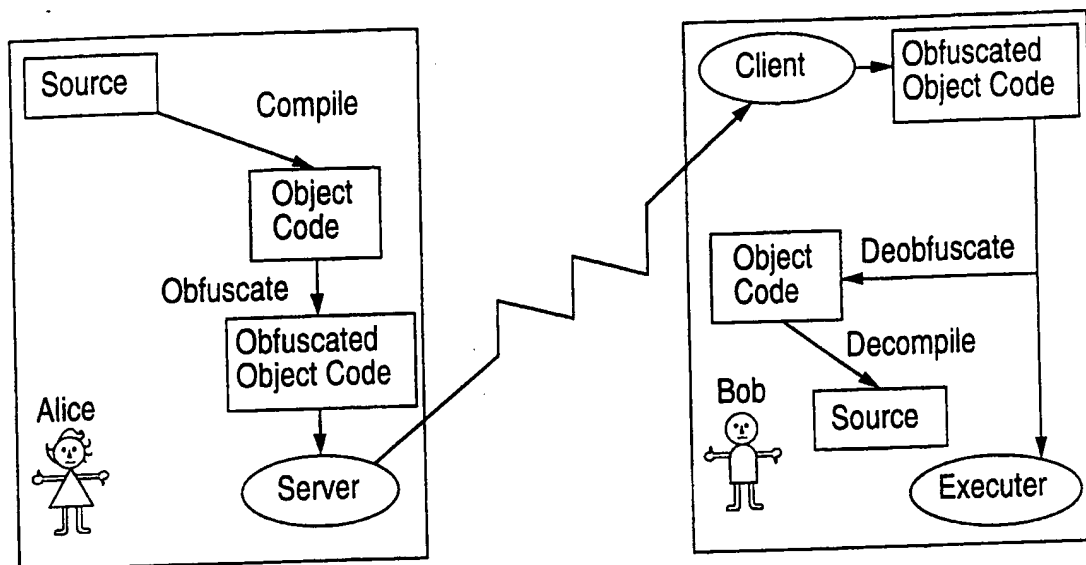 Source
Compile
Object
Code
Obfuscate
Obfuscated
Object Code
Alice
Server
Client
Obfuscated
Object Code
Object
Code
Deobfuscate
Decompile
Bob
Source
Executer